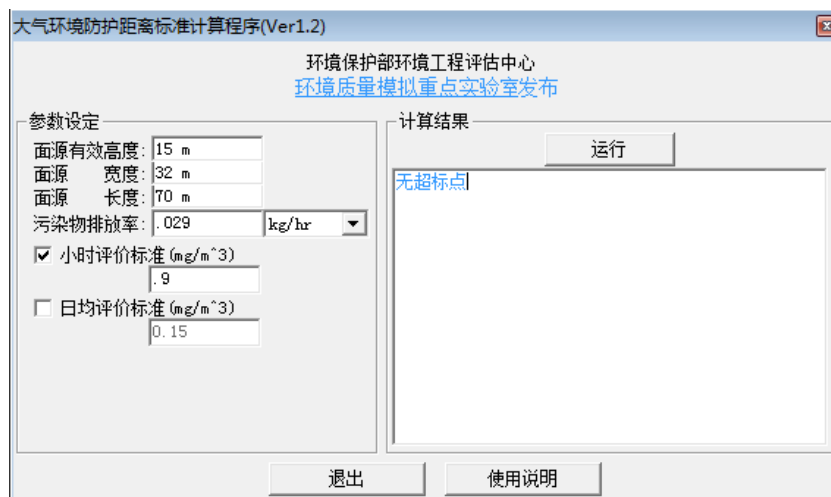 大气环境防护距离标准计算程序(Ver1.2)
环境保护部环境工程评估中心
环境质量模拟重点实验室发布
参数设定
面源有效高度: 15 m
面源 宽度: 32 m
面源 长度: 70 m
污染物排放率: .029 kg/hr
小时评价标准(mg/m^3)
.9
日均评价标准(mg/m^3)
0.15
计算结果
运行
无超标点
退出 使用说明